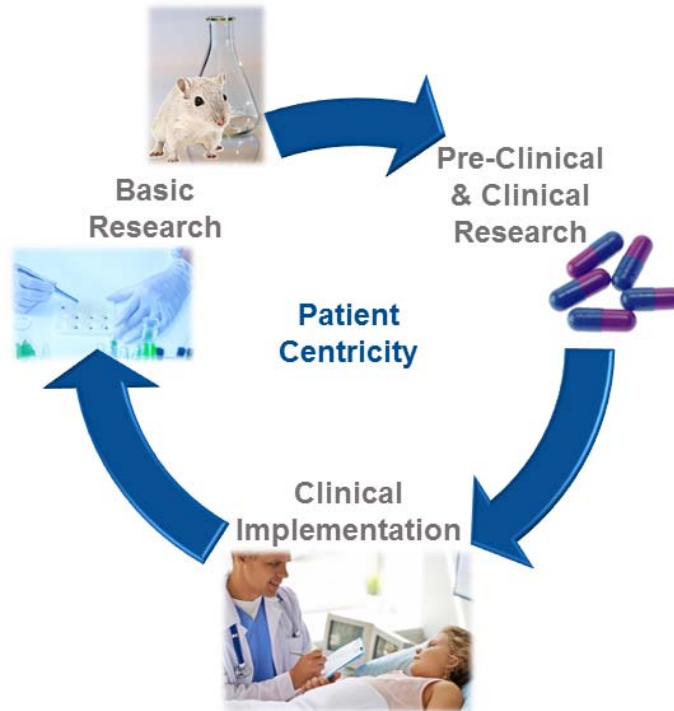 Basic
Research
Pre-Clinical
& Clinical
Research
Patient
Centricity
Clinical
Implementation